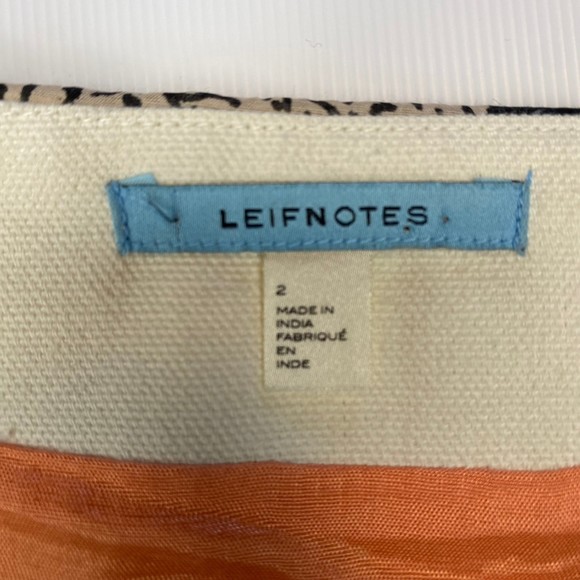 LEIFNOTES
2
MADE IN
INDIA
FABRIQUÉ
EN
INDE